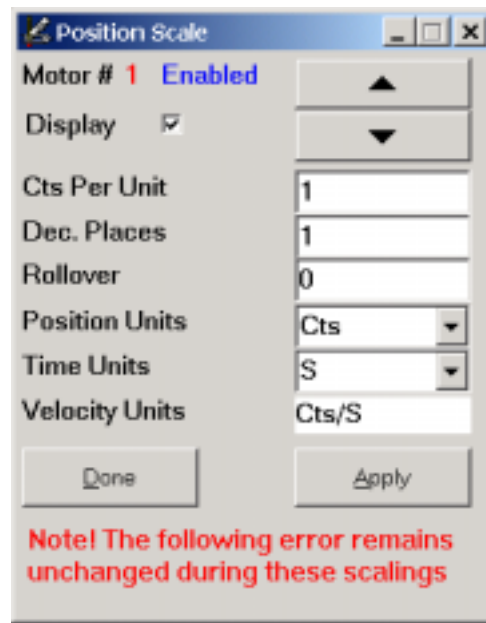 Position Scale
Motor # 1 Enabled
Display
Cts Per Unit 1
Dec. Places 1
Rollover 0
Position Units Cts
Time Units S
Velocity Units Cts/S
Done Apply
Note! The following error remains
unchanged during these scalings